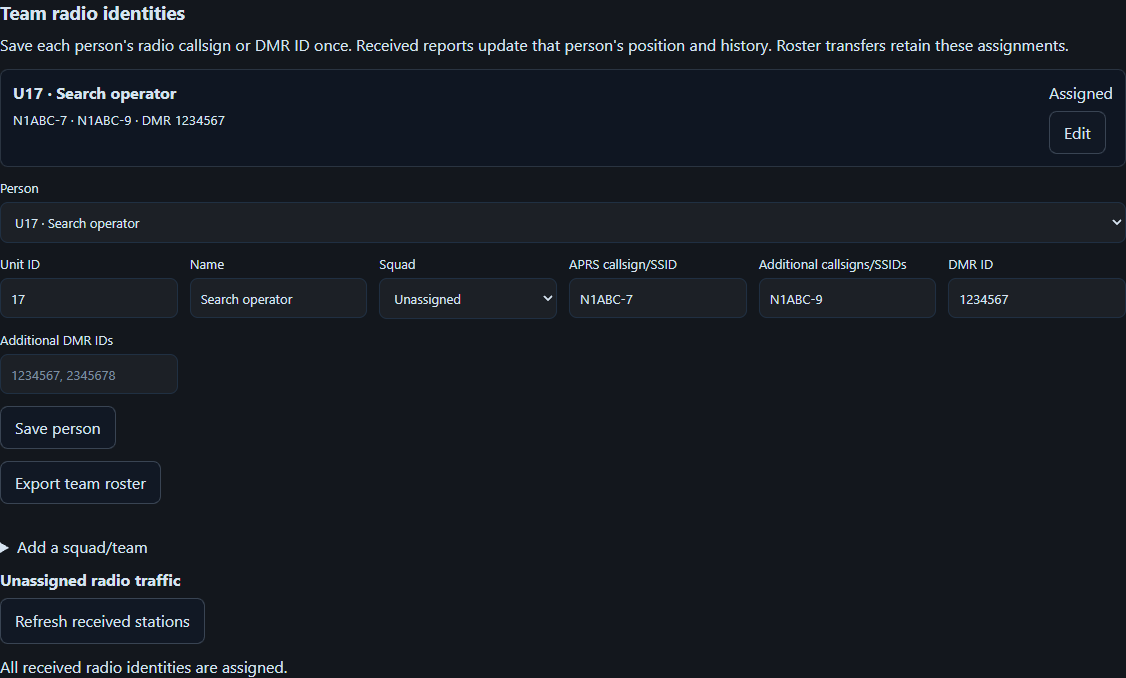 Team radio identities
Save each person's radio callsign or DMR ID once. Received reports update that person's position and history. Roster transfers retain these assignments.
U17 · Search operator
Assigned
N1ABC-7 · N1ABC-9 · DMR 1234567
Edit
Person
U17 · Search operator
Unit ID Name Squad APRS callsign/SSID Additional callsigns/SSIDs DMR ID
17 Search operator Unassigned N1ABC-7 N1ABC-9 1234567
Additional DMR IDs
1234567, 2345678
Save person
Export team roster
Add a squad/team
Unassigned radio traffic
Refresh received stations
All received radio identities are assigned.